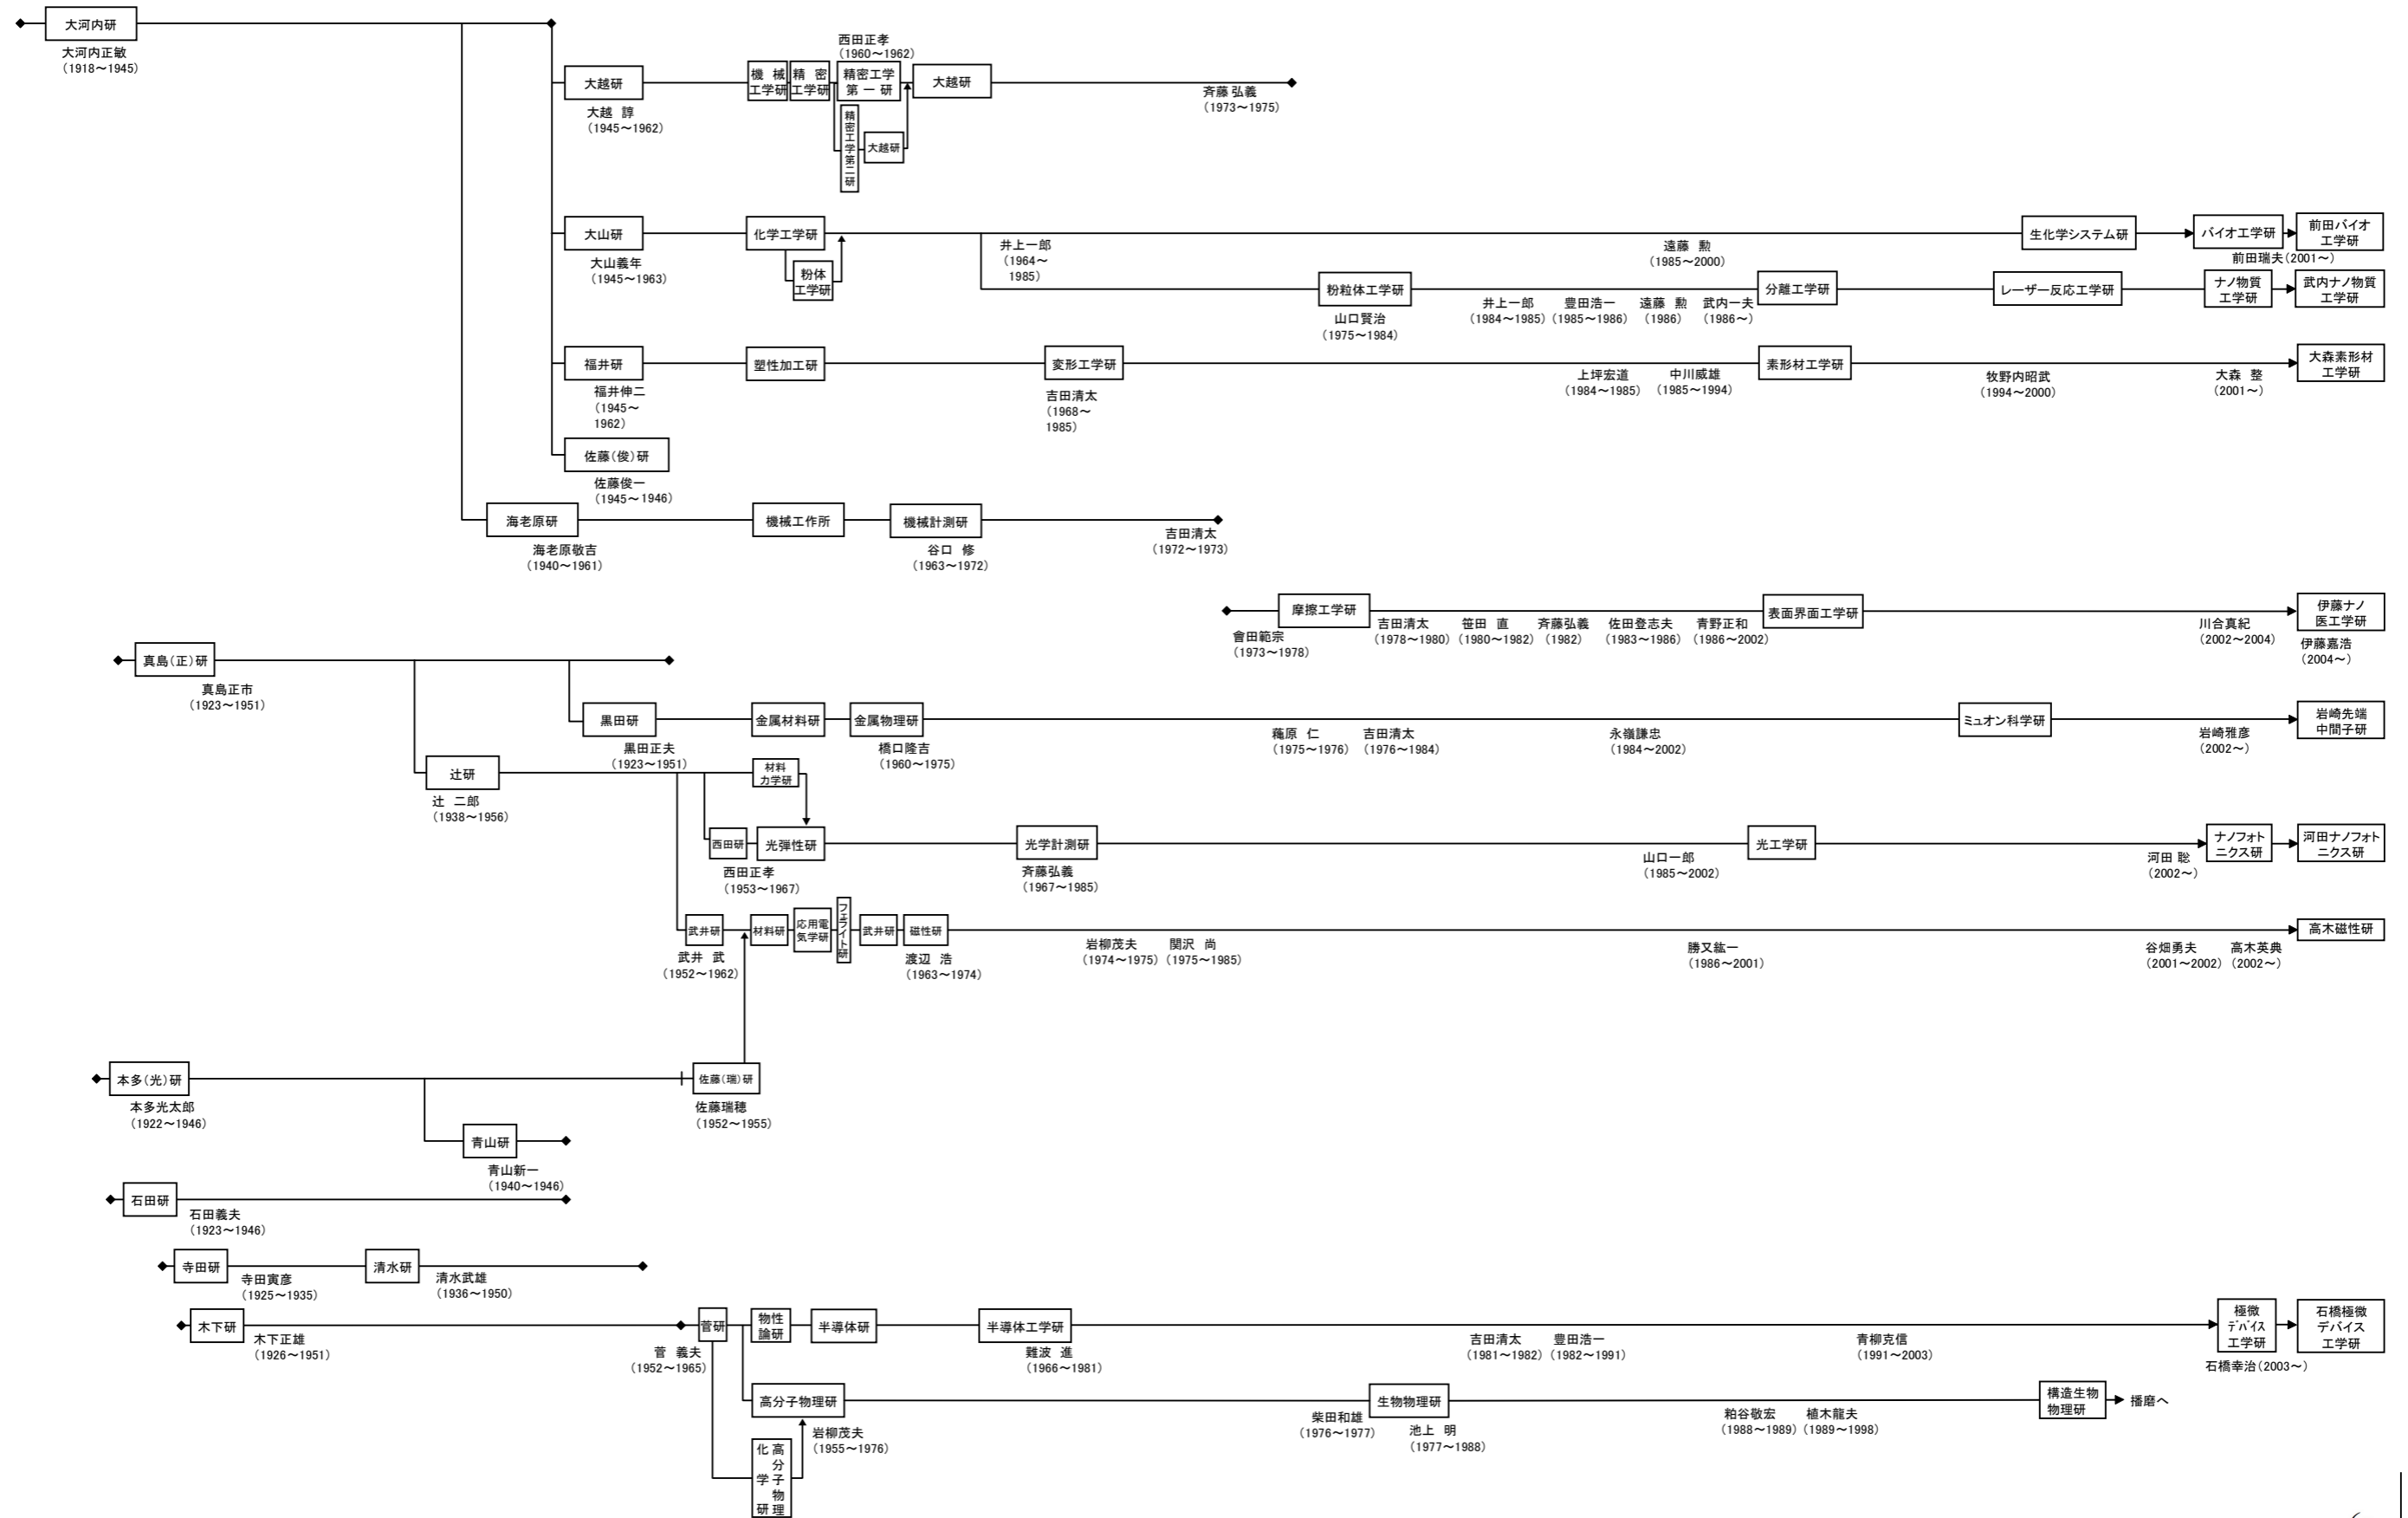 大河内研
大河内正敏
（1918～1945）
西田正孝
（1960～1962）
大越研
機 械
工学研
精 密
工学研
精密工学
第 一 研
大越研
大越 諄
（1945～1962）
斉藤 弘義
（1973～1975）
精密工学第二研
大越研
大山研
化学工学研
生化学システム研
バイオ工学研
前田バイオ
工学研
大山義年
（1945～1963）
粉体
工学研
井上一郎
（1964～
1985）
遠藤 勲
（1985～2000）
前田瑞夫（2001～）
粉粒体工学研
分離工学研
レーザー反応工学研
ナノ物質
工学研
武内ナノ物質
工学研
山口賢治
（1975～1984）
井上一郎
（1984～1985）
豊田浩一
（1985～1986）
遠藤 勲
（1986）
武内一夫
（1986～）
福井研
塑性加工研
変形工学研
素形材工学研
大森素形材
工学研
福井伸二
（1945～
1962）
吉田清太
（1968～
1985）
上坪宏道
（1984～1985）
中川威雄
（1985～1994）
牧野内昭武
（1994～2000）
大森 整
（2001～）
佐藤（俊）研
佐藤俊一
（1945～1946）
海老原研
機械工作所
機械計測研
海老原敬吉
（1940～1961）
谷口 修
（1963～1972）
吉田清太
（1972～1973）
摩擦工学研
表面界面工学研
伊藤ナノ
医工学研
會田範宗
（1973～1978）
吉田清太
（1978～1980）
笹田 直
（1980～1982）
斉藤弘義
（1982）
佐田登志夫
（1983～1986）
青野正和
（1986～2002）
川合真紀
（2002～2004）
伊藤嘉浩
（2004～）
真島（正）研
真島正市
（1923～1951）
黒田研
金属材料研
金属物理研
ミュオン科学研
岩崎先端
中間子研
黒田正夫
（1923～1951）
橋口隆吉
（1960～1975）
蓙原 仁
（1975～1976）
吉田清太
（1976～1984）
永嶺謙忠
（1984～2002）
岩崎雅彦
（2002～）
辻研
材料
力学研
辻 二郎
（1938～1956）
西田研
光弾性研
光学計測研
光工学研
ナノフォト
ニクス研
河田ナノフォト
ニクス研
西田正孝
（1953～1967）
斉藤弘義
（1967～1985）
山口一郎
（1985～2002）
河田 聡
（2002～）
武井研
材料研
応用電
気学研
フェライト研
武井研
磁性研
高木磁性研
武井 武
（1952～1962）
渡辺 浩
（1963～1974）
岩柳茂夫
（1974～1975）
関沢 尚
（1975～1985）
勝又紘一
（1986～2001）
谷畑勇夫
（2001～2002）
高木英典
（2002～）
本多（光）研
佐藤（瑞）研
本多光太郎
（1922～1946）
佐藤瑞穂
（1952～1955）
青山研
青山新一
（1940～1946）
石田研
石田義夫
（1923～1946）
寺田研
清水研
寺田寅彦
（1925～1935）
清水武雄
（1936～1950）
木下研
菅研
物性
論研
半導体研
半導体工学研
極微
デバイス
工学研
石橋極微
デバイス
工学研
木下正雄
（1926～1951）
菅 義夫
（1952～1965）
難波 進
（1966～1981）
吉田清太
（1981～1982）
豊田浩一
（1982～1991）
青柳克信
（1991～2003）
石橋幸治（2003～）
高分子物理研
生物物理研
構造生物
物理研
播磨へ
岩柳茂夫
（1955～1976）
柴田和雄
（1976～1977）
池上 明
（1977～1988）
粕谷敬宏
（1988～1989）
植木龍夫
（1989～1998）
高分子物理
化学研